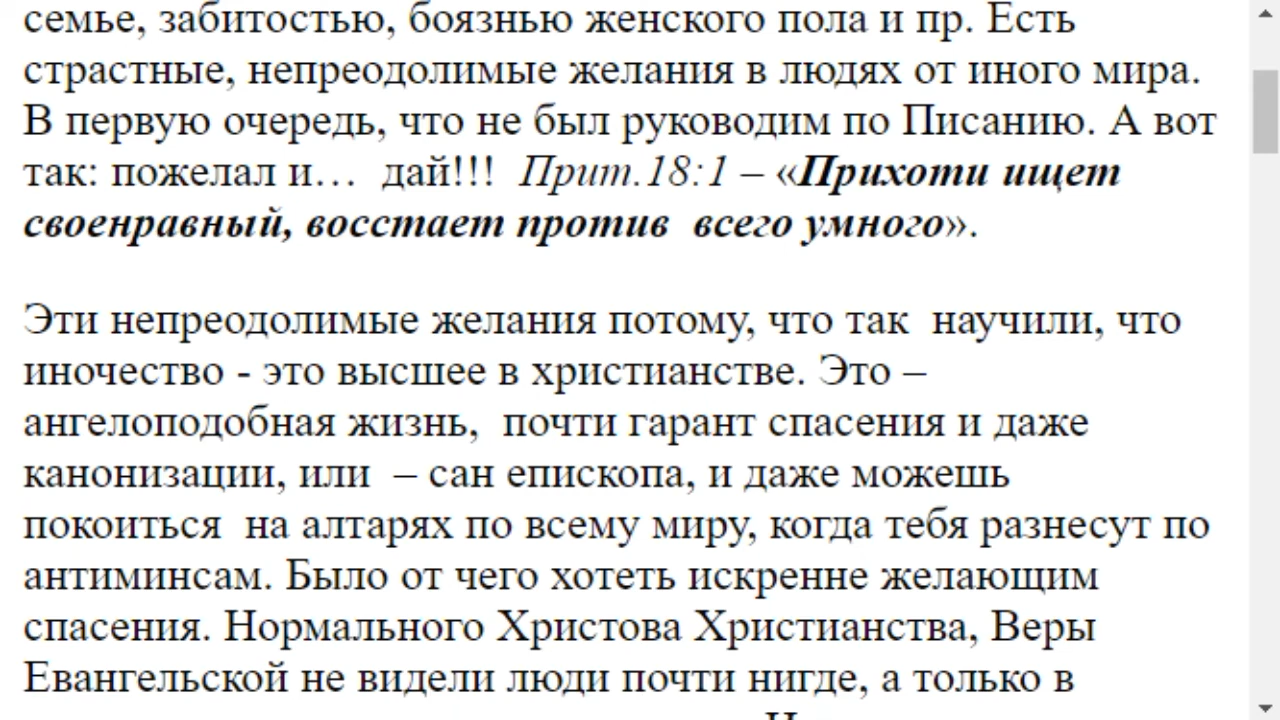 семье, забитостью, боязнью женского пола и пр. Есть
страстные, непреодолимые желания в людях от иного мира.
В первую очередь, что не был руководим по Писанию. А вот
так: пожелал и… дай!!! Прит.18:1 – «Прихоти ищет
своенравный, восстает против всего умного».
Эти непреодолимые желания потому, что так научили, что
иночество - это высшее в христианстве. Это –
ангелоподобная жизнь, почти гарант спасения и даже
канонизации, или – сан епископа, и даже можешь
покоиться на алтарях по всему миру, когда тебя разнесут по
антиминсам. Было от чего хотеть искренне желающим
спасения. Нормального Христова Христианства, Веры
Евангельской не видели люди почти нигде, а только в